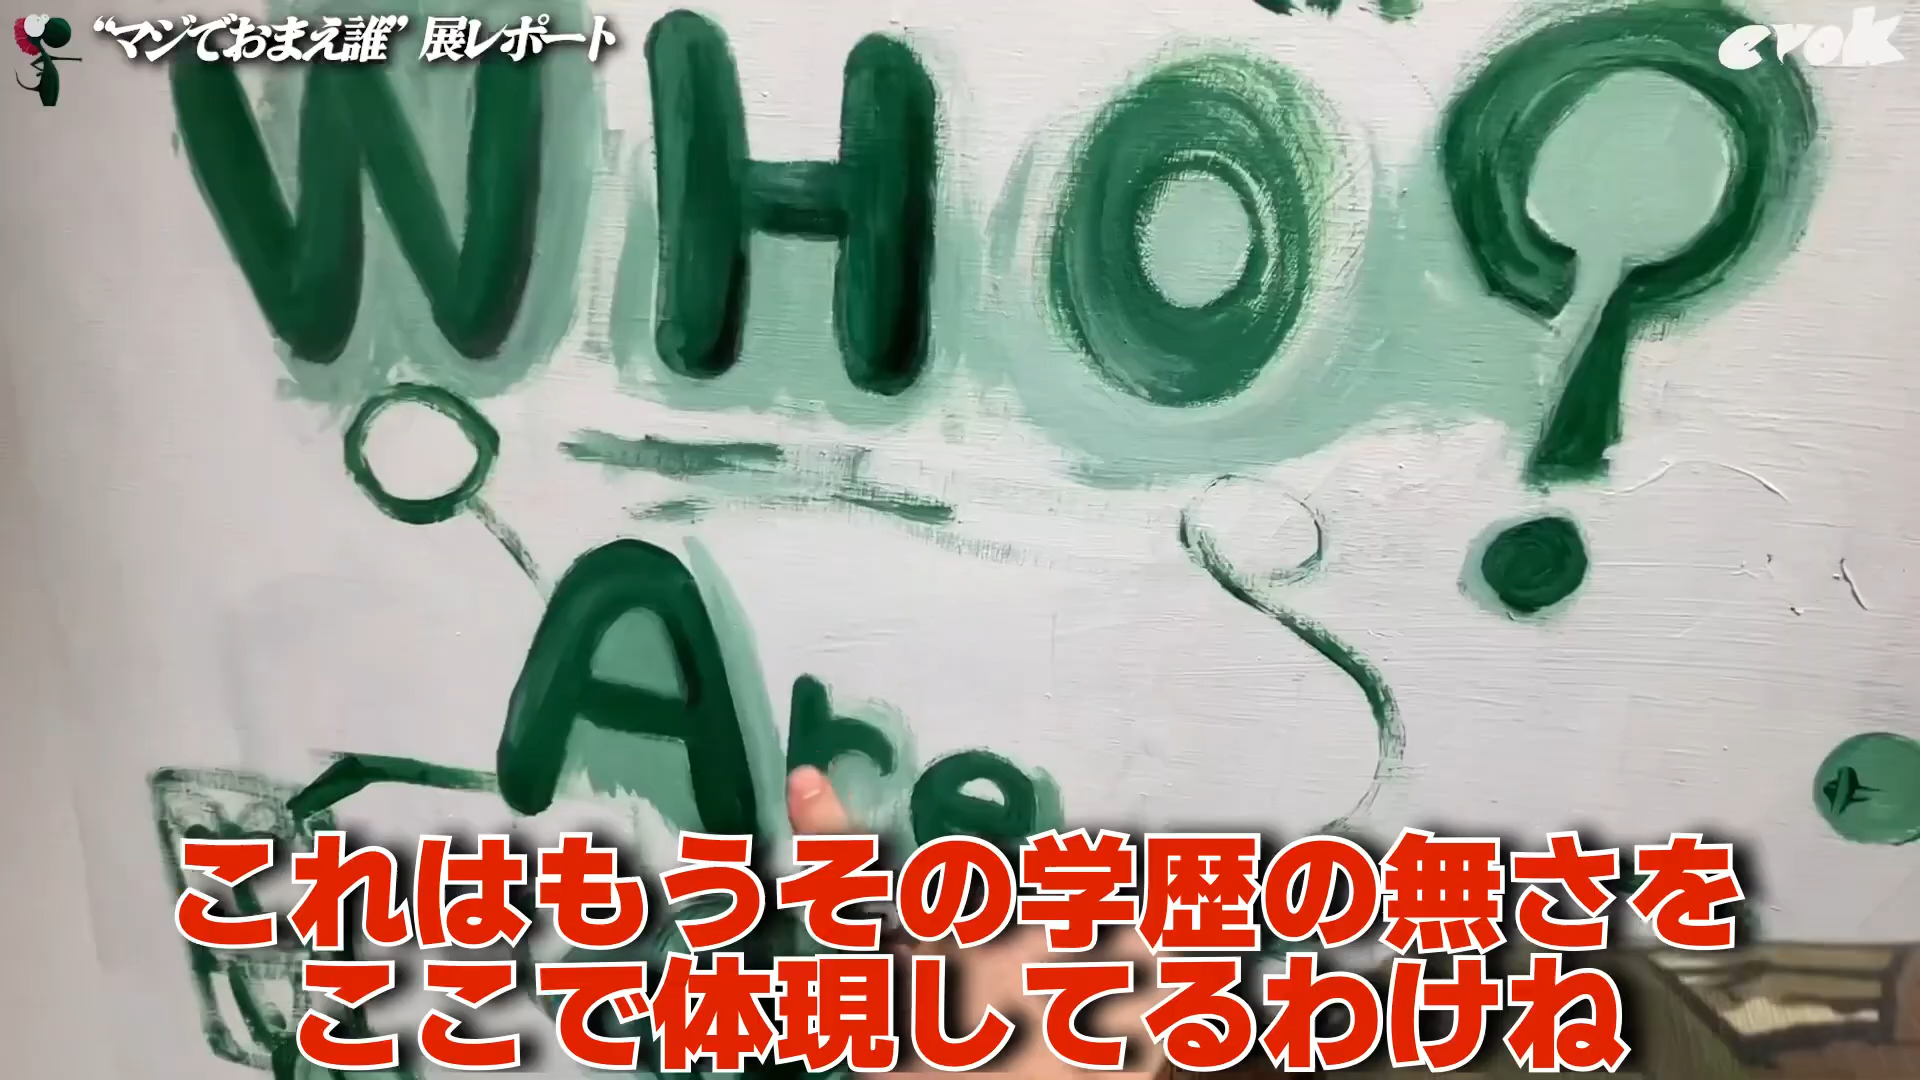 “マジでおまえ誰”展レポート
evok
WHO?
Are
これはもうその学歴の無さを
ここで体現してるわけね